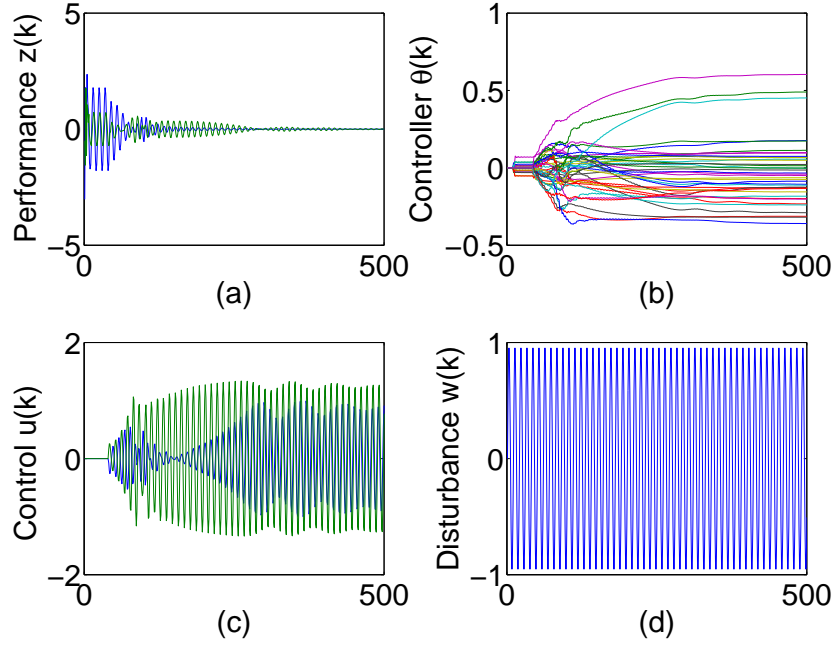 5
Performance z(k)
0
−5
0
500
(a)
1
Controller θ(k)
0.5
0
−0.5
0
500
(b)
2
Control u(k)
0
−2
0
500
(c)
1
Disturbance w(k)
0
−1
0
500
(d)